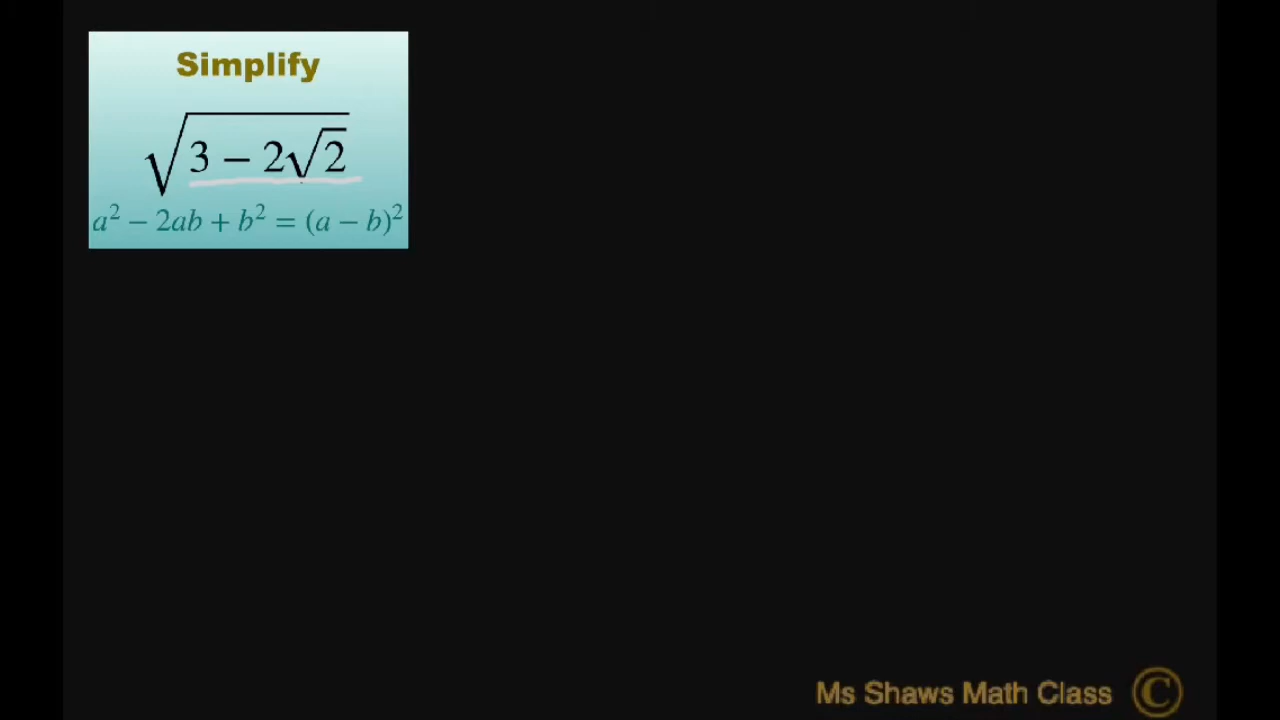 Simplify
√(3 − 2√2)
a² − 2ab + b² = (a − b)²
Ms Shaws Math Class ©